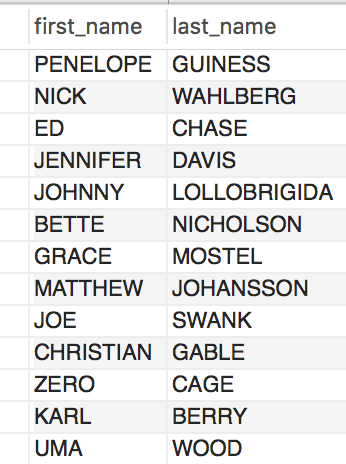 first_name last_name
PENELOPE GUINESS
NICK WAHLBERG
ED CHASE
JENNIFER DAVIS
JOHNNY LOLLOBRIGIDA
BETTE NICHOLSON
GRACE MOSTEL
MATTHEW JOHANSSON
JOE SWANK
CHRISTIAN GABLE
ZERO CAGE
KARL BERRY
UMA WOOD